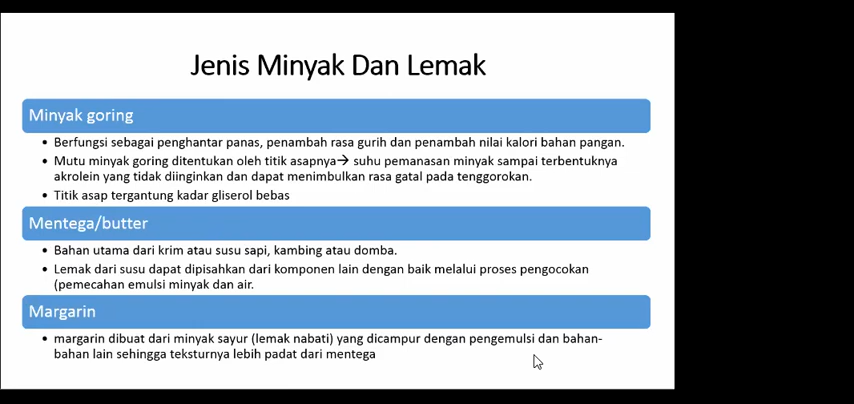 Jenis Minyak Dan Lemak
Minyak goring
• Berfungsi sebagai penghantar panas, penambah rasa gurih dan penambah nilai kalori bahan pangan.
• Mutu minyak goring ditentukan oleh titik asapnya→ suhu pemanasan minyak sampai terbentuknya
akrolein yang tidak diinginkan dan dapat menimbulkan rasa gatal pada tenggorokan.
• Titik asap tergantung kadar gliserol bebas
Mentega/butter
• Bahan utama dari krim atau susu sapi, kambing atau domba.
• Lemak dari susu dapat dipisahkan dari komponen lain dengan baik melalui proses pengocokan
(pemecahan emulsi minyak dan air.
Margarin
• margarin dibuat dari minyak sayur (lemak nabati) yang dicampur dengan pengemulsi dan bahan-
bahan lain sehingga teksturnya lebih padat dari mentega